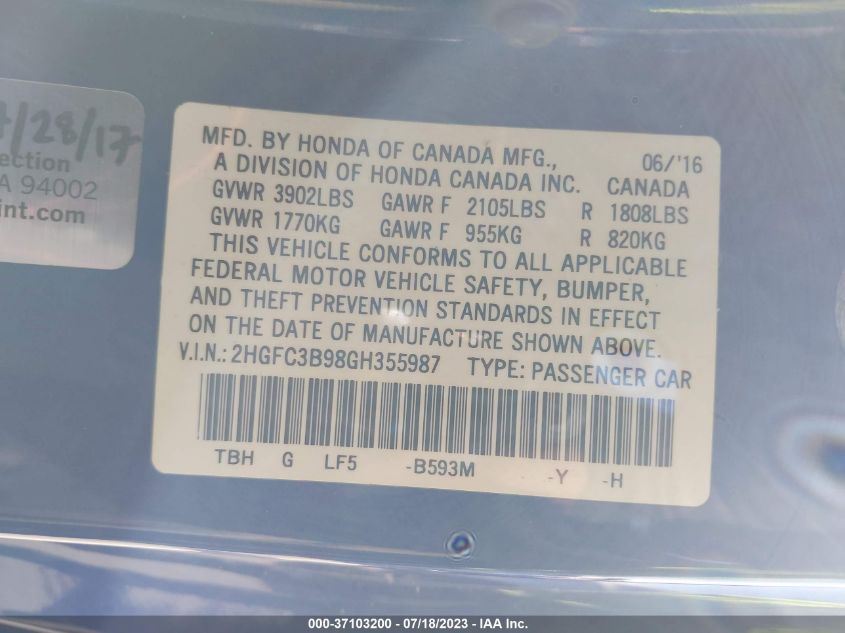 /28/17
ection
A 94002
int.com
MFD. BY HONDA OF CANADA MFG., 06/'16
A DIVISION OF HONDA CANADA INC. CANADA
GVWR 3902LBS GAWR F 2105LBS R 1808LBS
GVWR 1770KG GAWR F 955KG R 820KG
THIS VEHICLE CONFORMS TO ALL APPLICABLE
FEDERAL MOTOR VEHICLE SAFETY, BUMPER,
AND THEFT PREVENTION STANDARDS IN EFFECT
ON THE DATE OF MANUFACTURE SHOWN ABOVE.
V.I.N.: 2HGFC3B98GH355987 TYPE: PASSENGER CAR
TBH G LF5 -B593M -Y -H
000-37103200 - 07/18/2023 - IAA Inc.